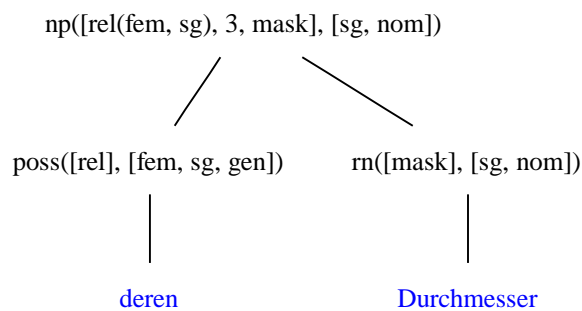 np([rel(fem, sg), 3, mask], [sg, nom])
poss([rel], [fem, sg, gen]) rn([mask], [sg, nom])
deren Durchmesser